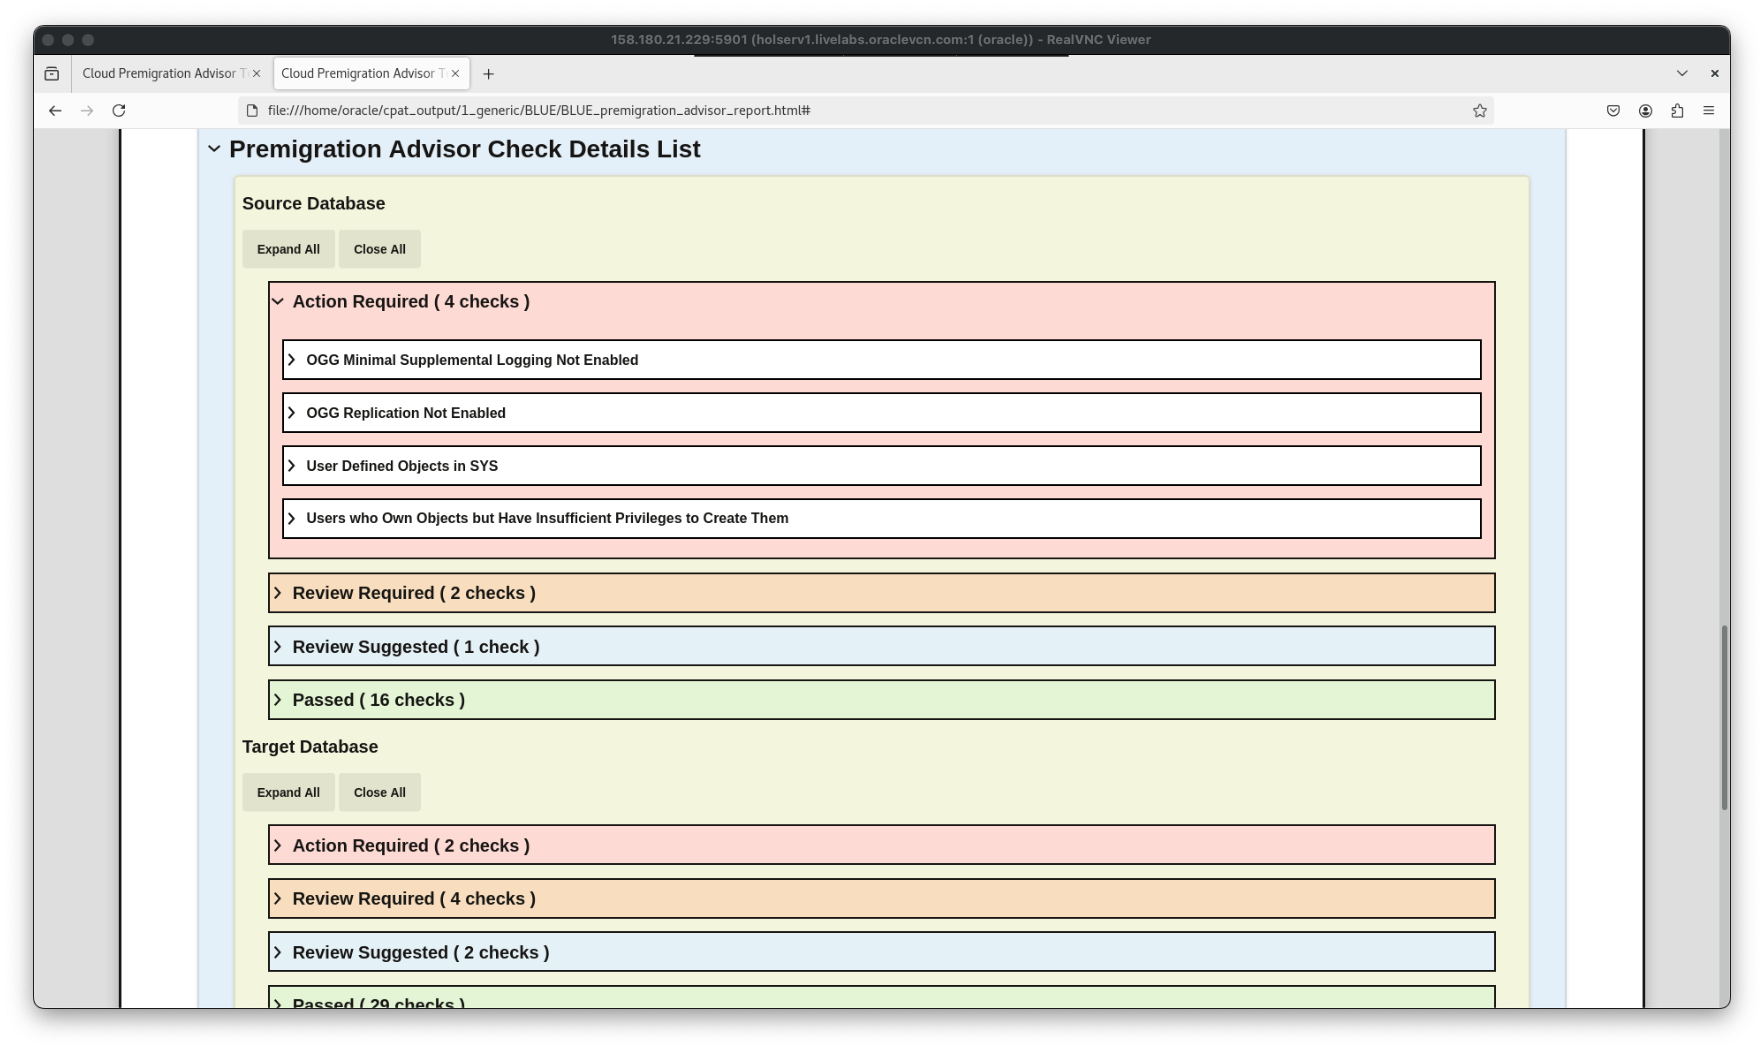 158.180.21.229:5901 (holserv1.livelabs.oraclevcn.com:1 (oracle)) - RealVNC Viewer
Cloud Premigration Advisor T
Cloud Premigration Advisor T
file:///home/oracle/cpat_output/1_generic/BLUE/BLUE_premigration_advisor_report.html#
Premigration Advisor Check Details List
Source Database
Expand All Close All
Action Required ( 4 checks )
OGG Minimal Supplemental Logging Not Enabled
OGG Replication Not Enabled
User Defined Objects in SYS
Users who Own Objects but Have Insufficient Privileges to Create Them
Review Required ( 2 checks )
Review Suggested ( 1 check )
Passed ( 16 checks )
Target Database
Expand All Close All
Action Required ( 2 checks )
Review Required ( 4 checks )
Review Suggested ( 2 checks )
Passed ( 29 checks )